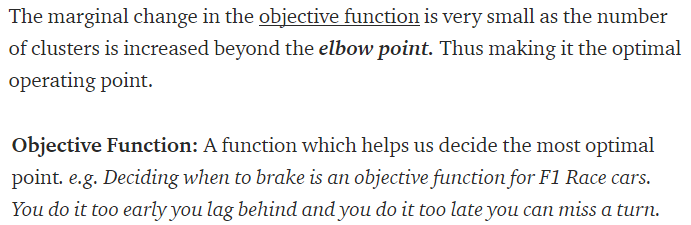 The marginal change in the objective function is very small as the number
of clusters is increased beyond the elbow point. Thus making it the optimal
operating point.
Objective Function: A function which helps us decide the most optimal
point. e.g. Deciding when to brake is an objective function for F1 Race cars.
You do it too early you lag behind and you do it too late you can miss a turn.